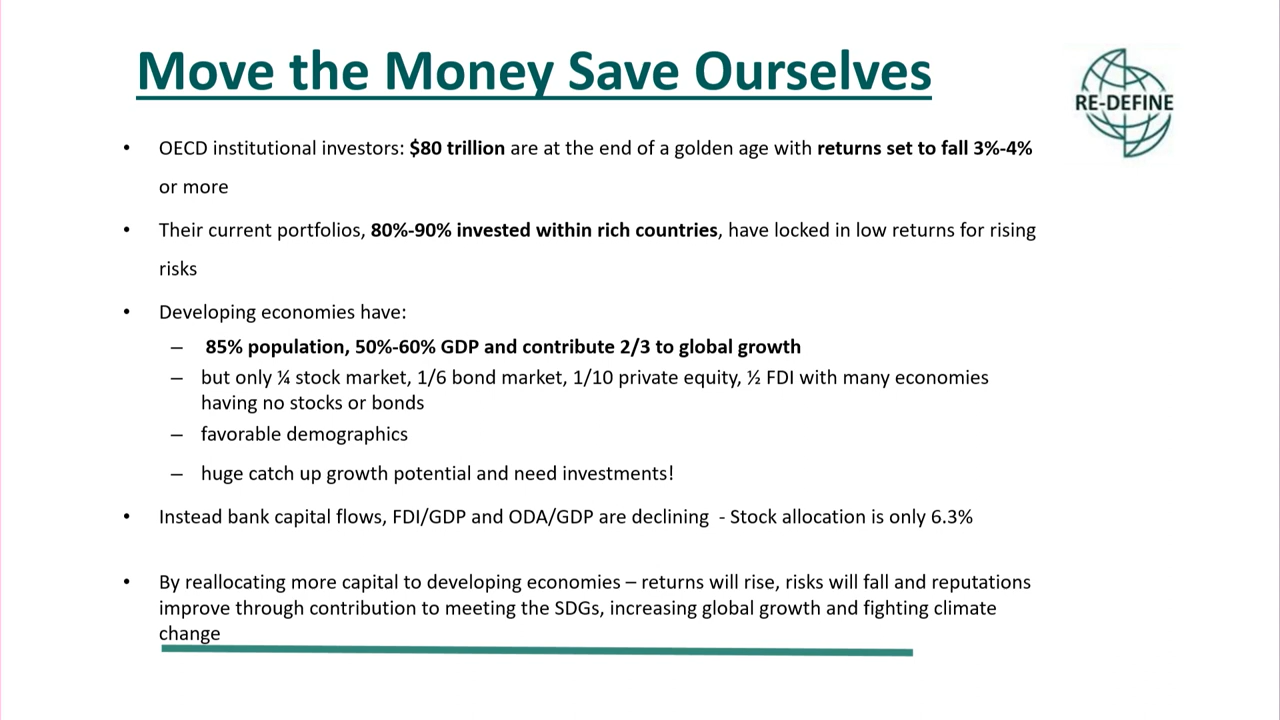 Move the Money Save Ourselves
RE-DEFINE
• OECD institutional investors: $80 trillion are at the end of a golden age with returns set to fall 3%-4%
or more
• Their current portfolios, 80%-90% invested within rich countries, have locked in low returns for rising
risks
• Developing economies have:
– 85% population, 50%-60% GDP and contribute 2/3 to global growth
– but only ¼ stock market, 1/6 bond market, 1/10 private equity, ½ FDI with many economies
having no stocks or bonds
– favorable demographics
– huge catch up growth potential and need investments!
• Instead bank capital flows, FDI/GDP and ODA/GDP are declining - Stock allocation is only 6.3%
• By reallocating more capital to developing economies – returns will rise, risks will fall and reputations
improve through contribution to meeting the SDGs, increasing global growth and fighting climate
change